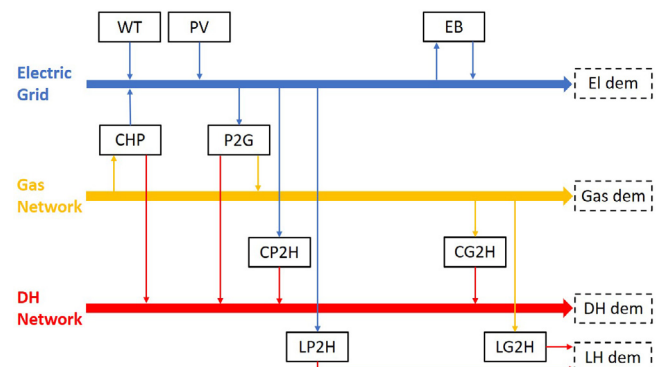 WT
PV
EB
Electric
Grid
El dem
CHP
P2G
Gas
Network
Gas dem
CP2H
CG2H
DH
Network
DH dem
LP2H
LG2H
LH dem